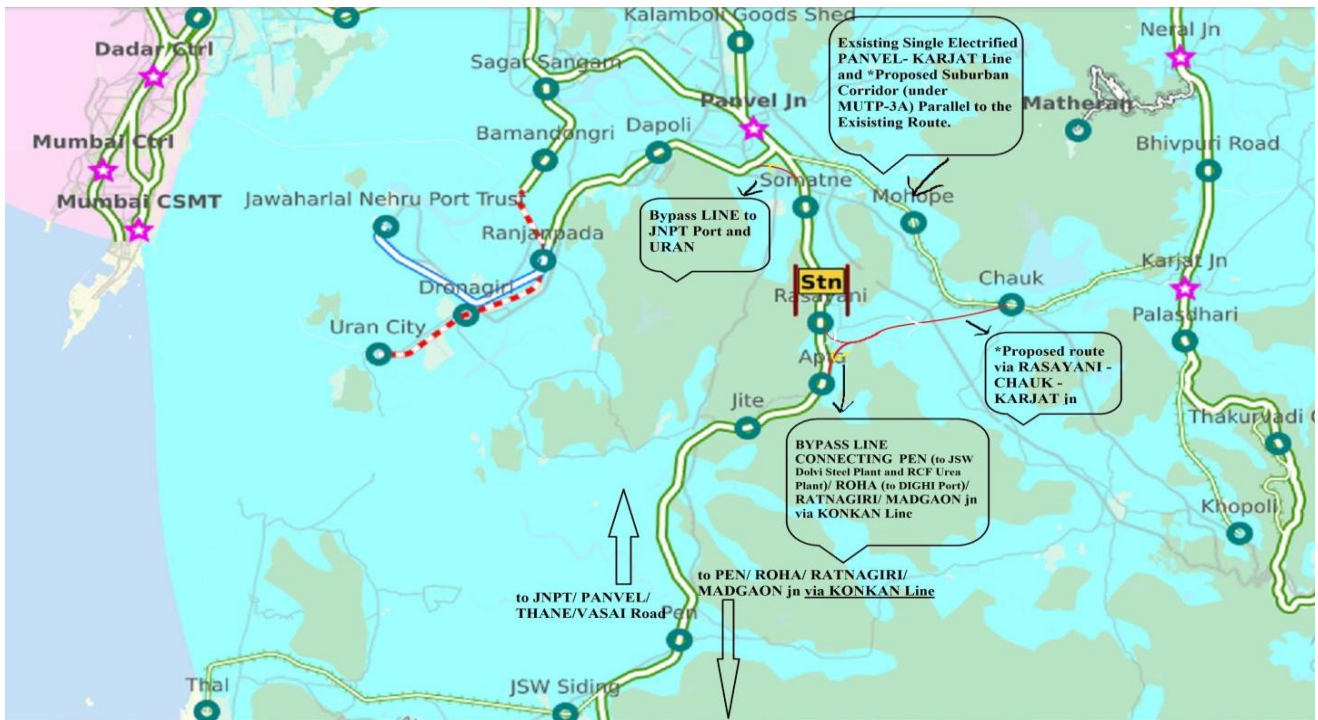 Kalamboli Goods Shed
Neral Jn
Dadar Ctrl
Sagar Sangam
Exsisting Single Electrified
PANVEL- KARJAT Line
and *Proposed Suburban
Corridor (under
MUTP-3A) Parallel to the
Exisisting Route.
Panvel Jn
Matheran
Bamandongri
Dapoli
Mumbai Ctrl
Bhivpuri Road
Somatne
Mohope
Mumbai CSMT
Jawaharlal Nehru Port Trust
Bypass LINE to
JNPT Port and
URAN
Ranjanpada
Karjat Jn
Chauk
Stn
Dronagiri
Rasayani
Palasdhari
Uran City
*Proposed route
via RASAYANI -
CHAUK -
KARJAT jn
Apta
Jite
Thakurvadi C
BYPASS LINE
CONNECTING PEN (to JSW
Dolvi Steel Plant and RCF Urea
Plant)/ ROHA (to DIGHI Port)/
RATNAGIRI/ MADGAON jn
via KONKAN Line
Khopoli
to PEN/ ROHA/ RATNAGIRI/
MADGAON jn via KONKAN Line
to JNPT/ PANVEL/
THANE/VASAI Road
Pen
Thal
JSW Siding